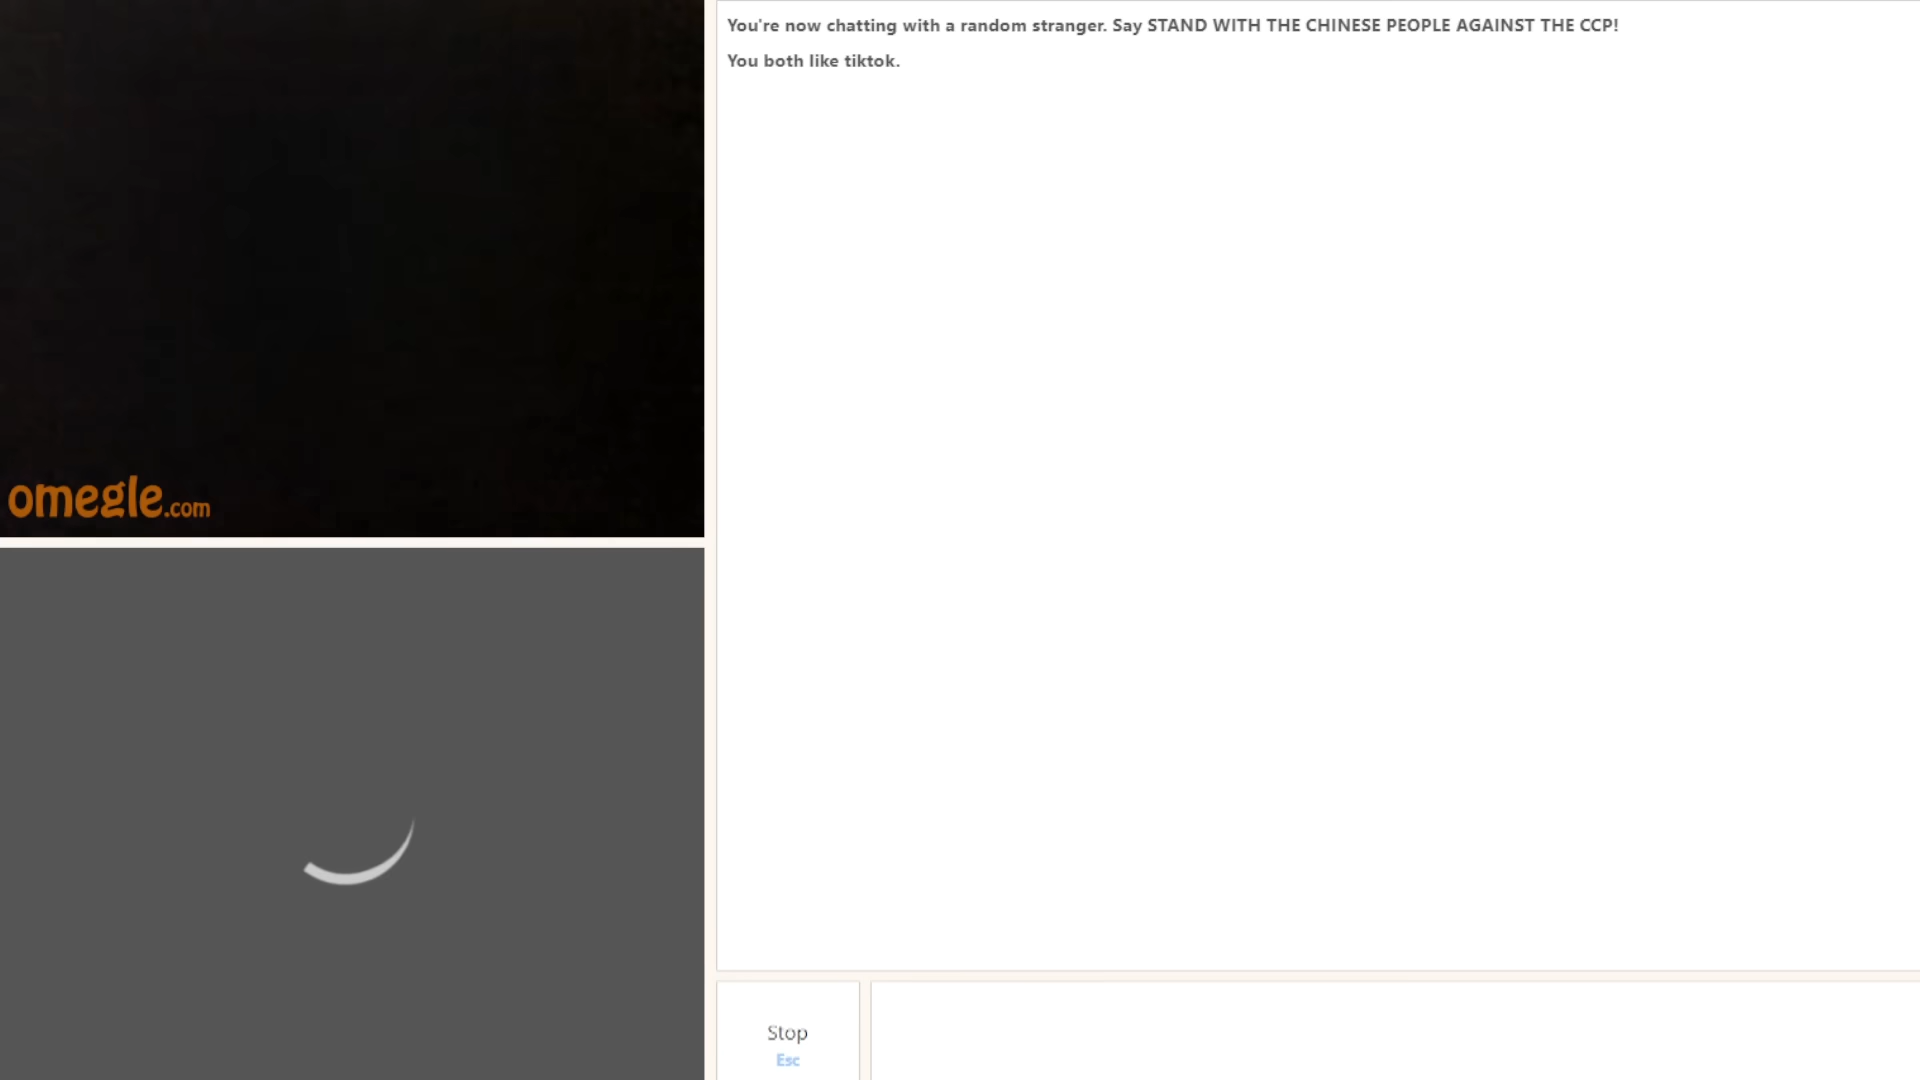 You're now chatting with a random stranger. Say STAND WITH THE CHINESE PEOPLE AGAINST THE CCP!
You both like tiktok.
omegle.com
Stop
Esc